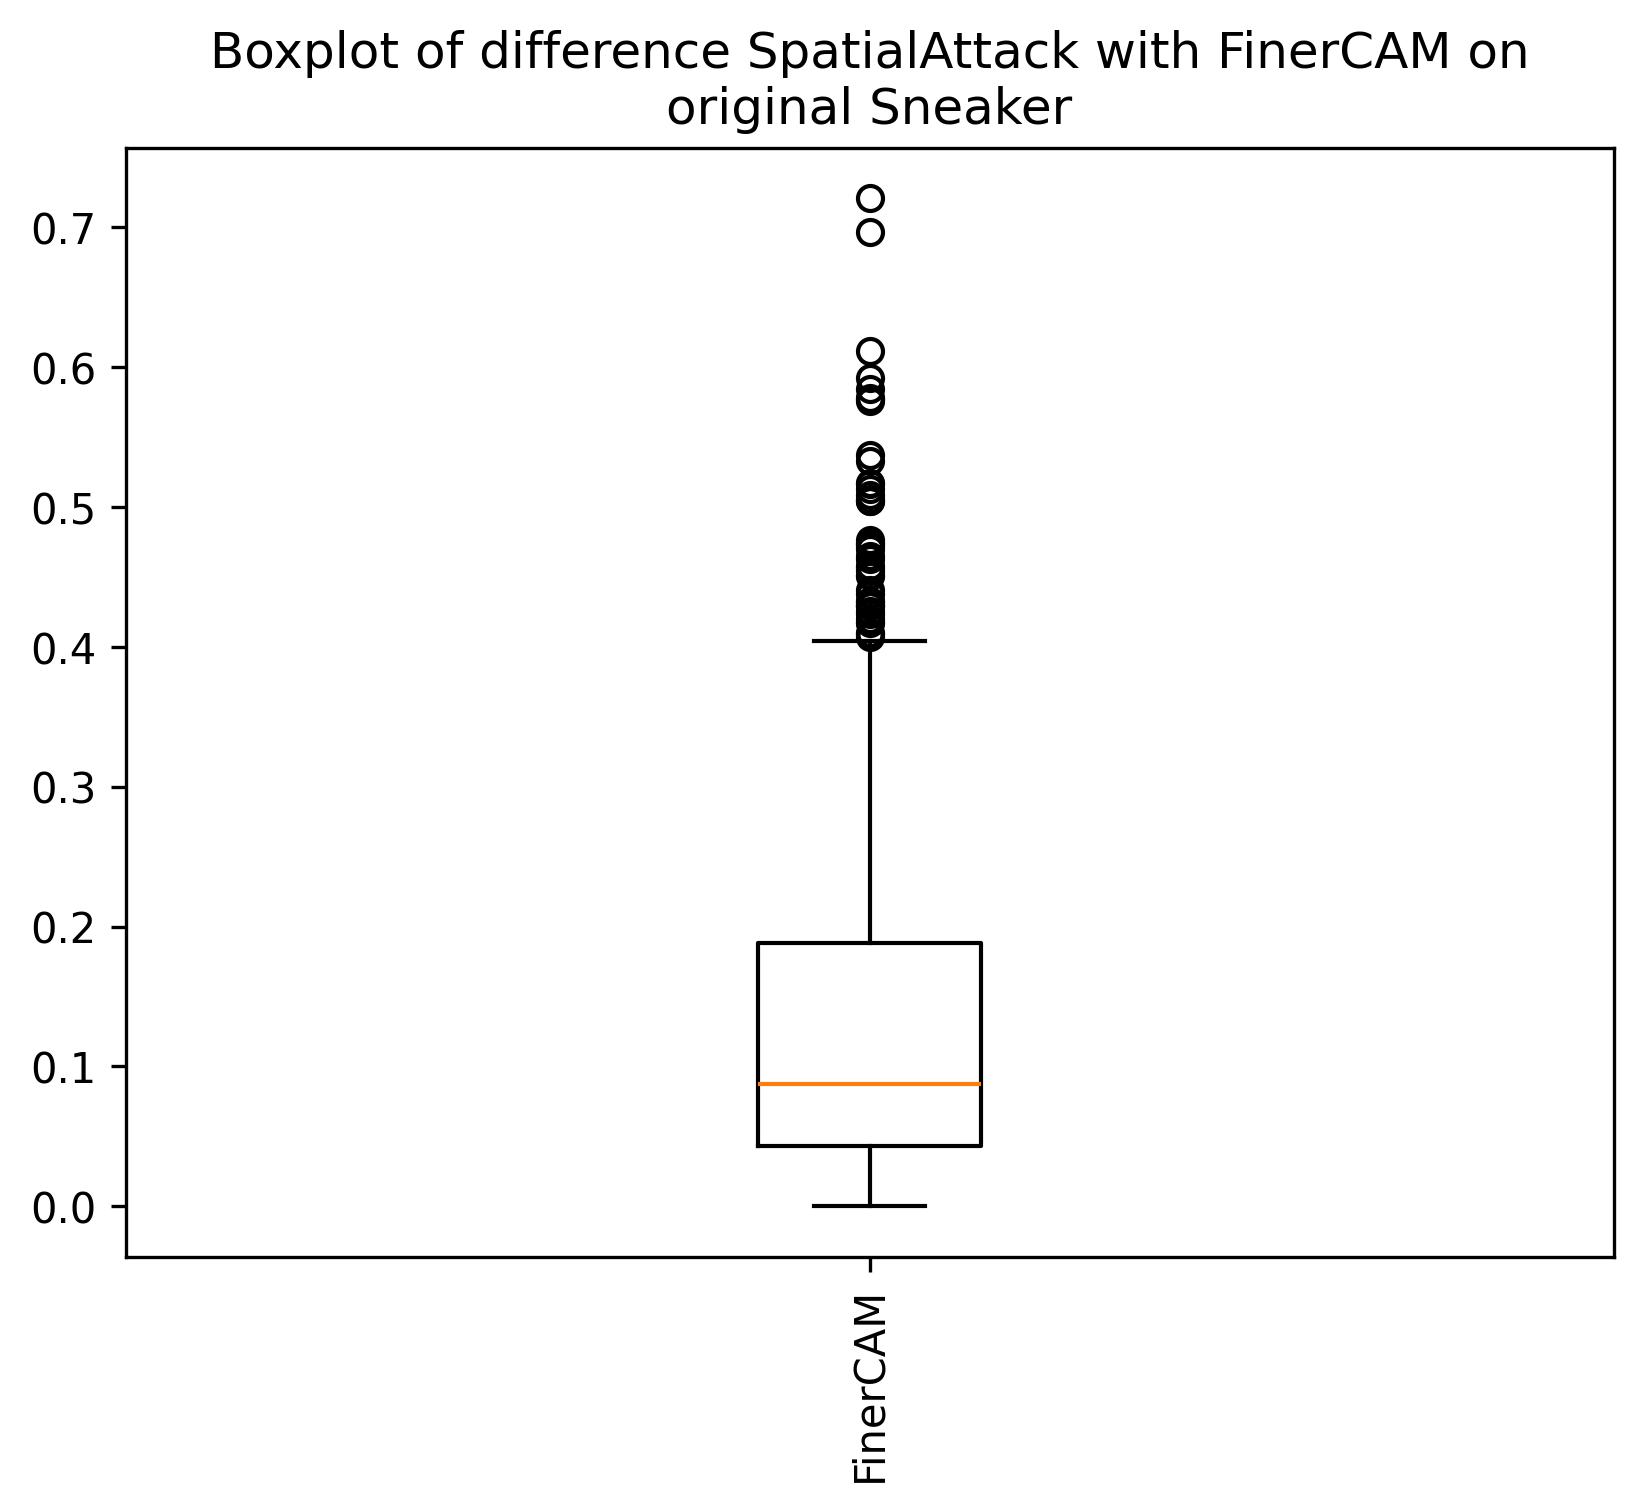 Boxplot of difference SpatialAttack with FinerCAM on
original Sneaker
0.7
0.6
0.5
0.4
0.3
0.2
0.1
0.0
FinerCAM